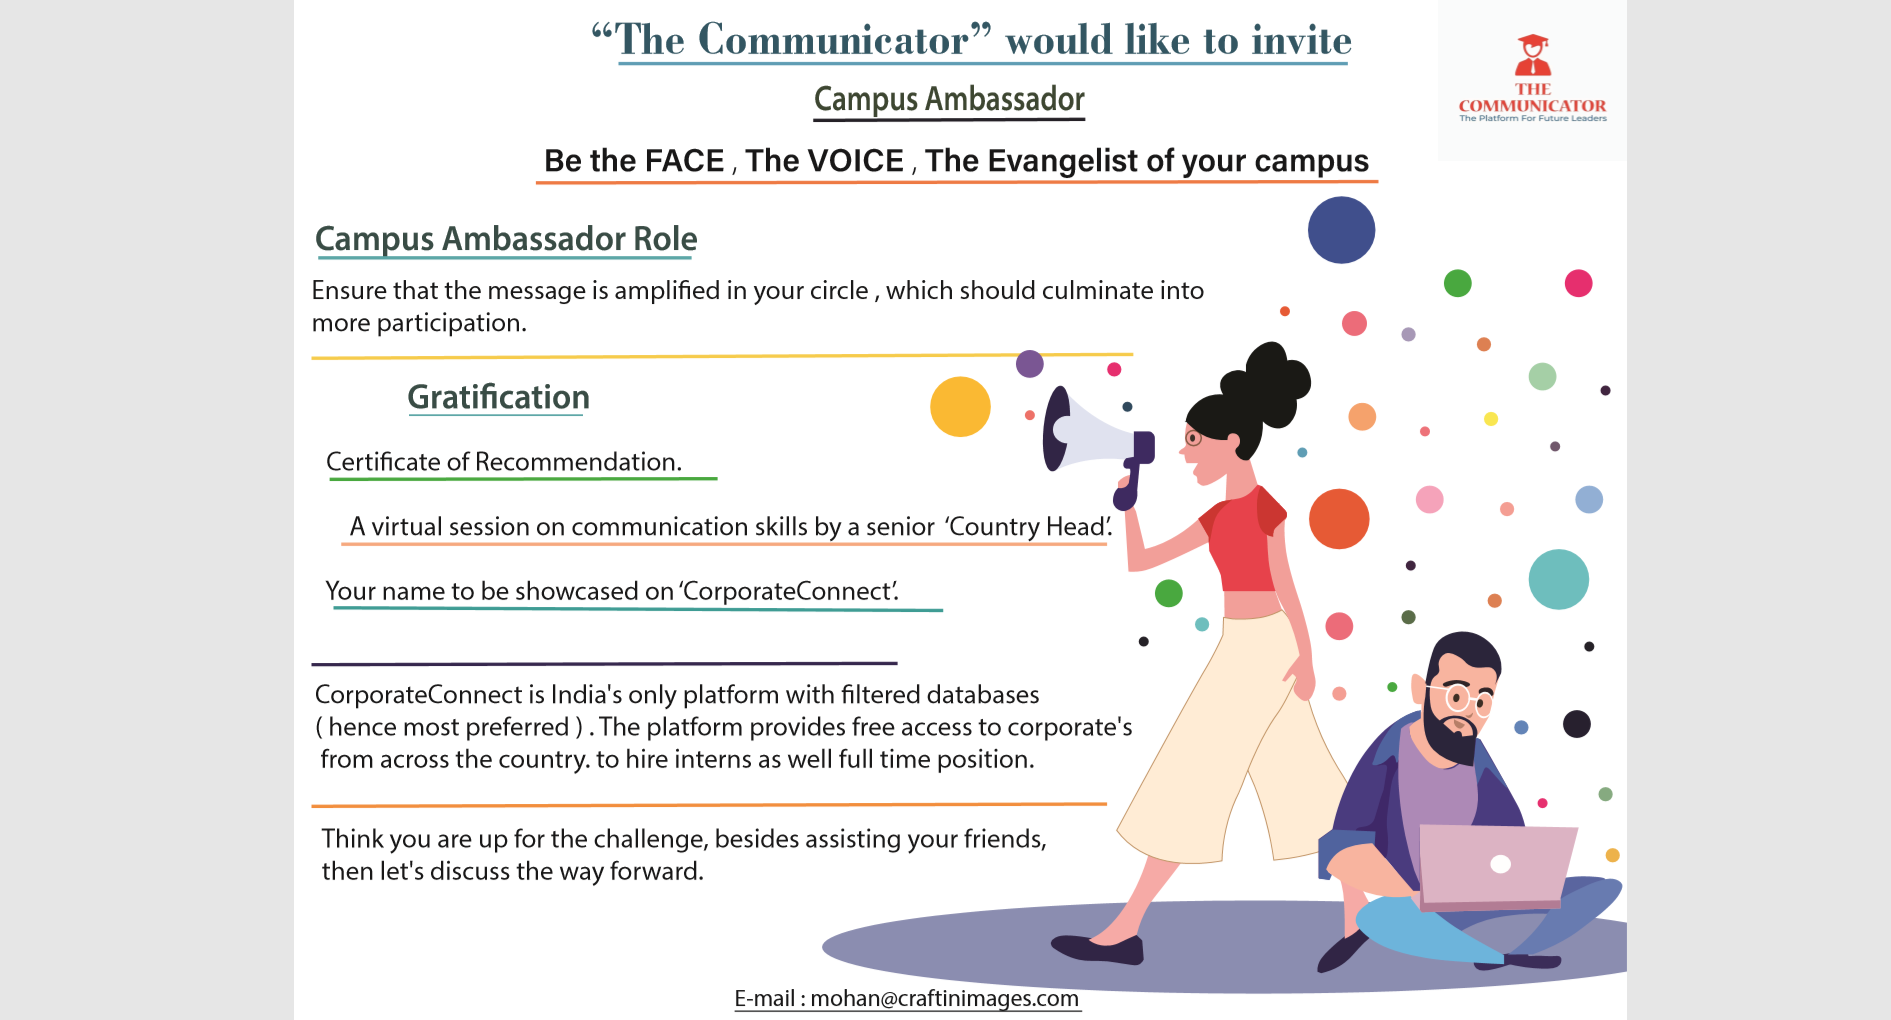 “The Communicator” would like to invite
THE
COMMUNICATOR
The Platform For Future Leaders
Campus Ambassador
Be the FACE , The VOICE , The Evangelist of your campus
Campus Ambassador Role
Ensure that the message is amplified in your circle , which should culminate into
more participation.
Gratification
Certificate of Recommendation.
A virtual session on communication skills by a senior ‘Country Head’.
Your name to be showcased on ‘CorporateConnect’.
CorporateConnect is India's only platform with filtered databases
( hence most preferred ) . The platform provides free access to corporate's
from across the country. to hire interns as well full time position.
Think you are up for the challenge, besides assisting your friends,
then let's discuss the way forward.
E-mail : mohan@craftinimages.com